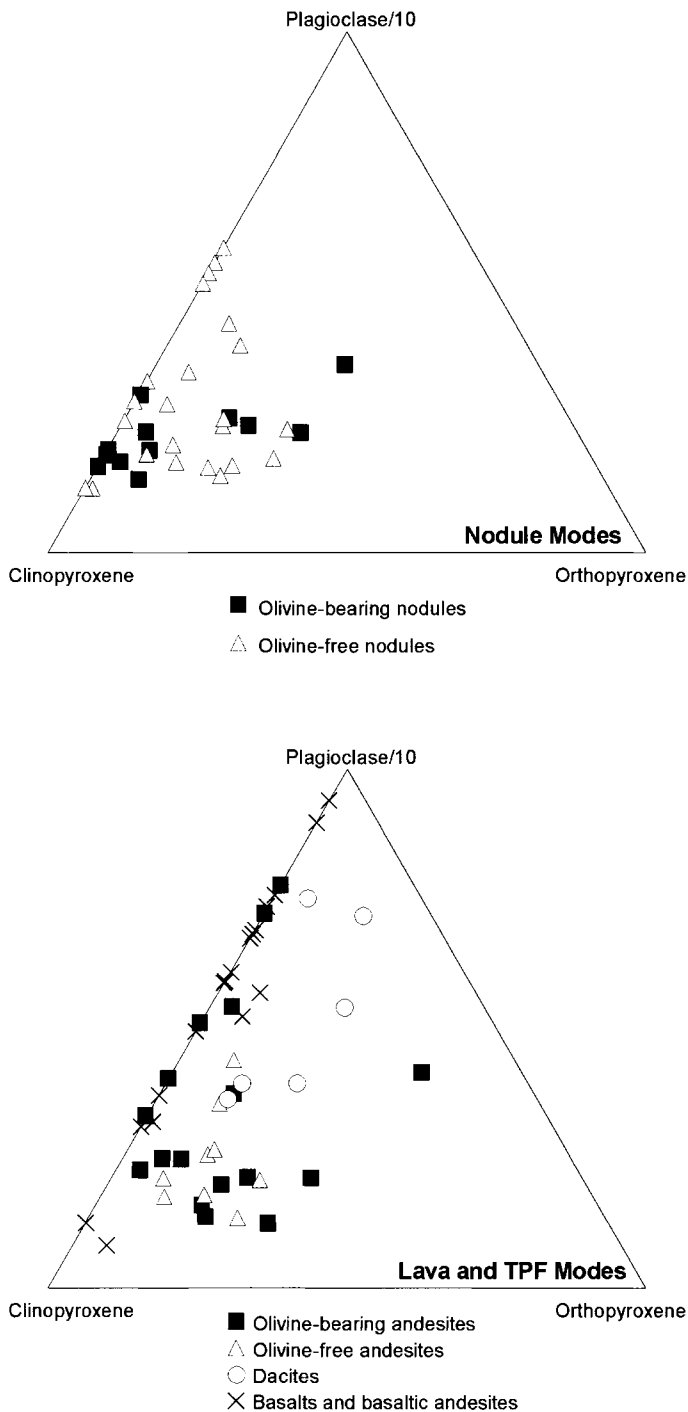 Plagioclase/10
Nodule Modes
Clinopyroxene
Orthopyroxene
Olivine-bearing nodules
Olivine-free nodules
Plagioclase/10
Lava and TPF Modes
Clinopyroxene
Orthopyroxene
Olivine-bearing andesites
Olivine-free andesites
Dacites
Basalts and basaltic andesites